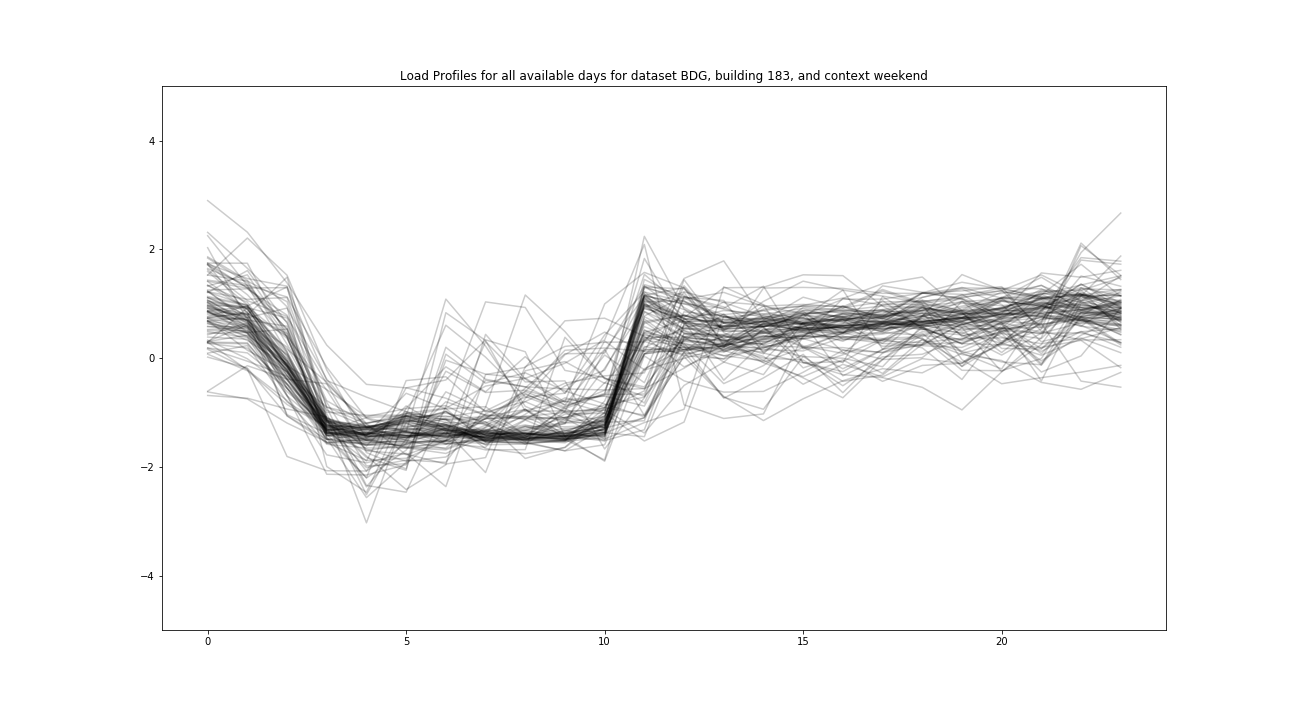 Load Profiles for all available days for dataset BDG, building 183, and context weekend
4
2
0
−2
−4
0 5 10 15 20